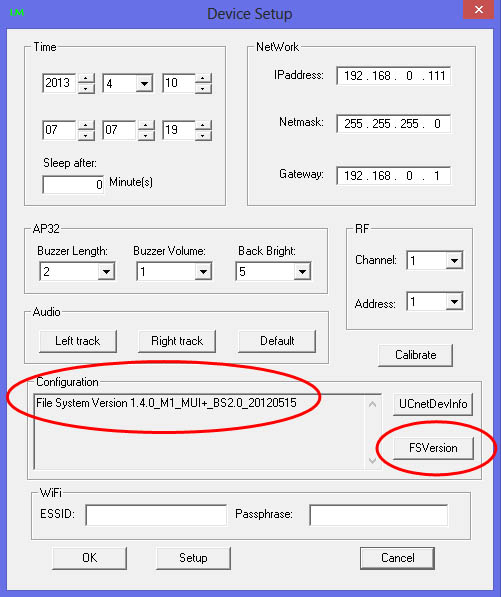 Device Setup
Time
2013 4 10
07 07 19
Sleep after:
0 Minute(s)
NetWork
IPaddress: 192 . 168 . 0 . 111
Netmask: 255 . 255 . 255 . 0
Gateway: 192 . 168 . 0 . 1
AP32
Buzzer Length: Buzzer Volume: Back Bright:
2 1 5
RF
Channel: 1
Address: 1
Audio
Left track Right track Default
Calibrate
Configuration
File System Version 1.4.0_M1_MUI+_BS2.0_20120515
UCnetDevInfo
FSVersion
WiFi
ESSID: Passphrase:
OK Setup Cancel